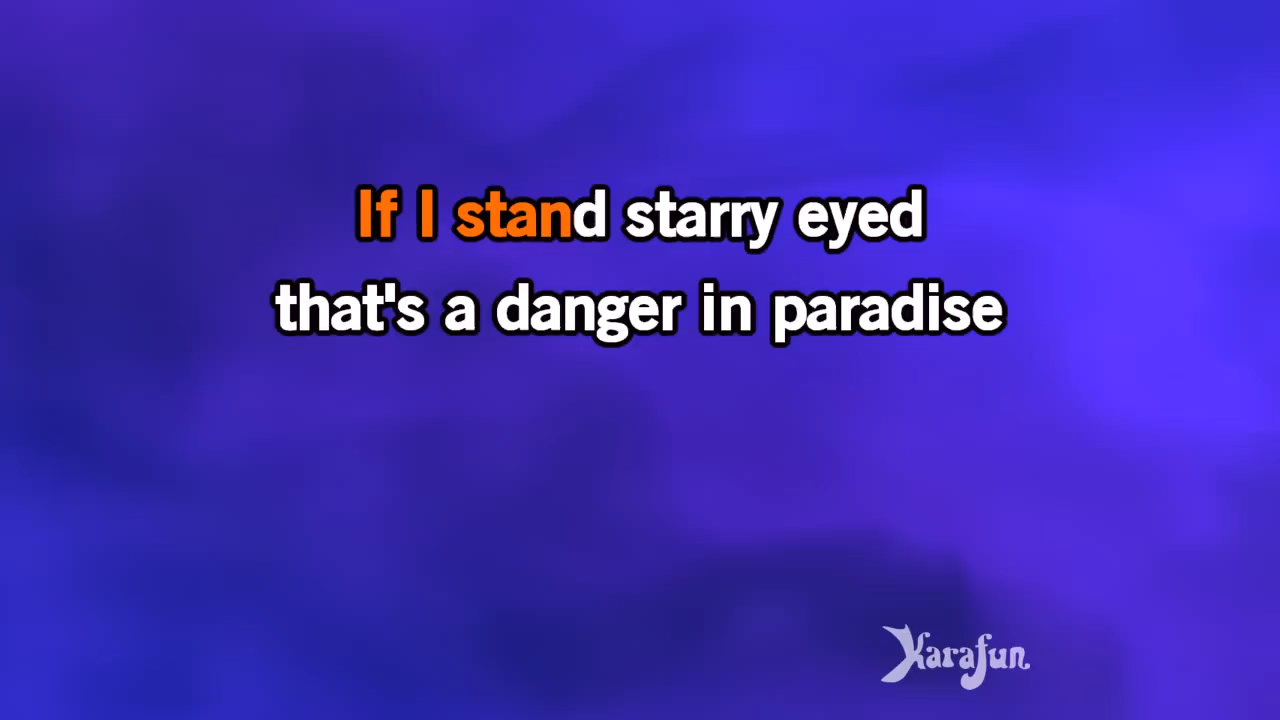 If I stand starry eyed
that's a danger in paradise
Karafun